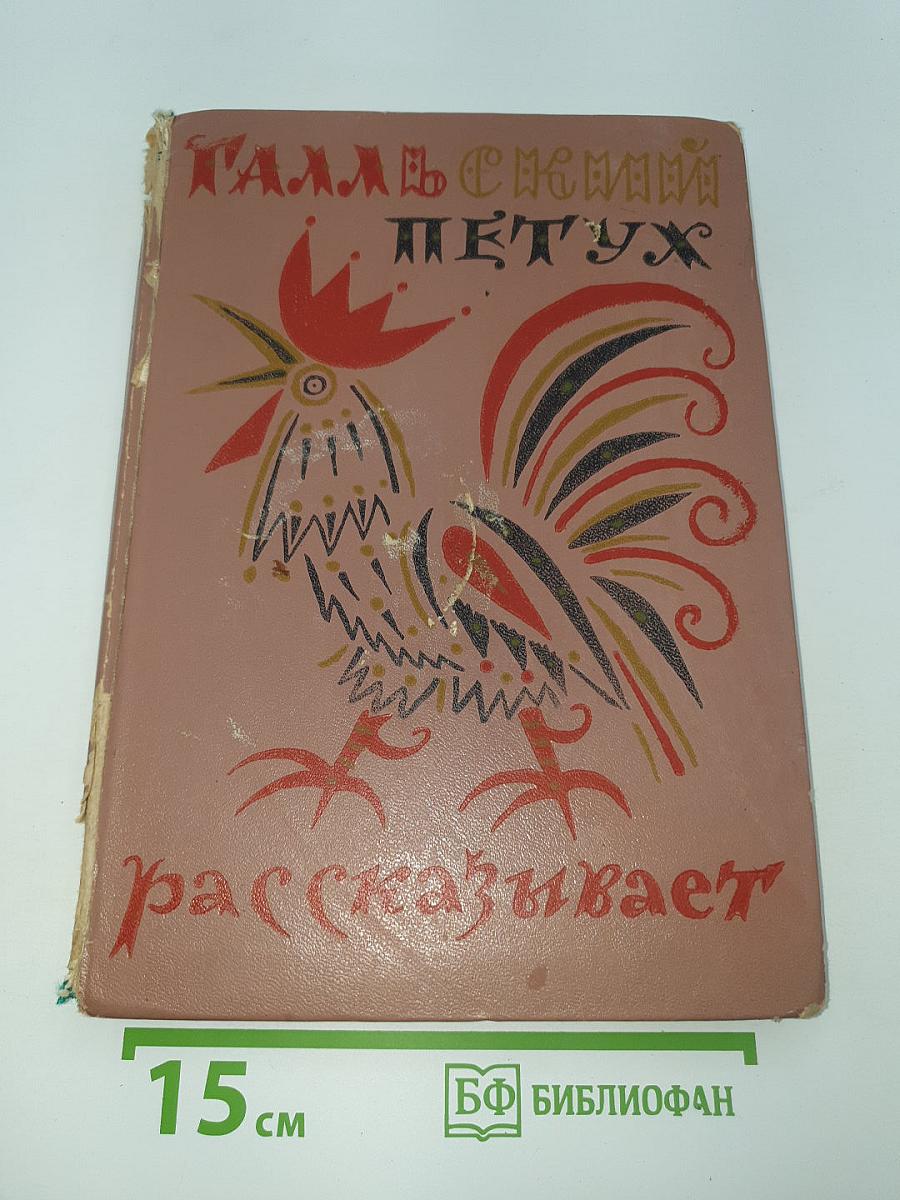 ГАЛЛЬСКИЙ
ПЕТУХ
рассказывает
15 см
БФ БИБЛИОФАН